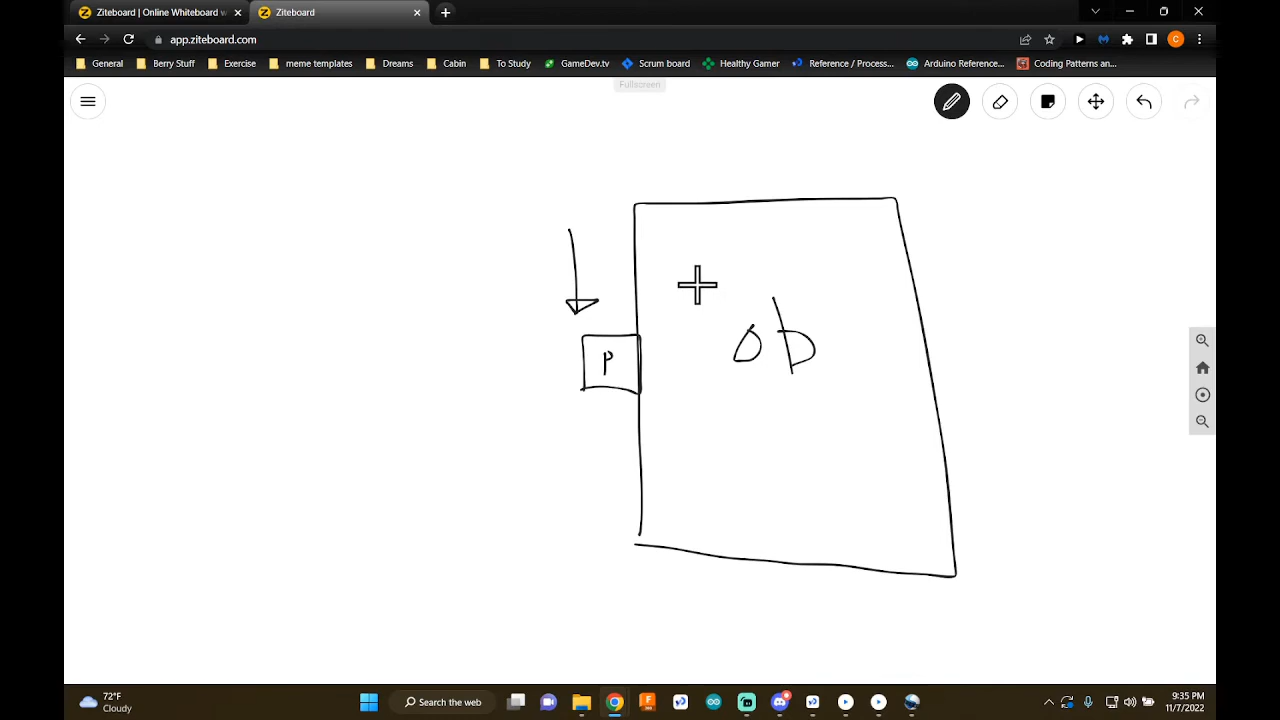 Ziteboard | Online Whiteboard w
Ziteboard
app.ziteboard.com
General
Berry Stuff
Exercise
meme templates
Dreams
Cabin
To Study
GameDev.tv
Scrum board
Healthy Gamer
Reference / Process...
Arduino Reference...
Coding Patterns an...
Fullscreen
C
P
ob
72°F
Cloudy
Search the web
9:35 PM
11/7/2022